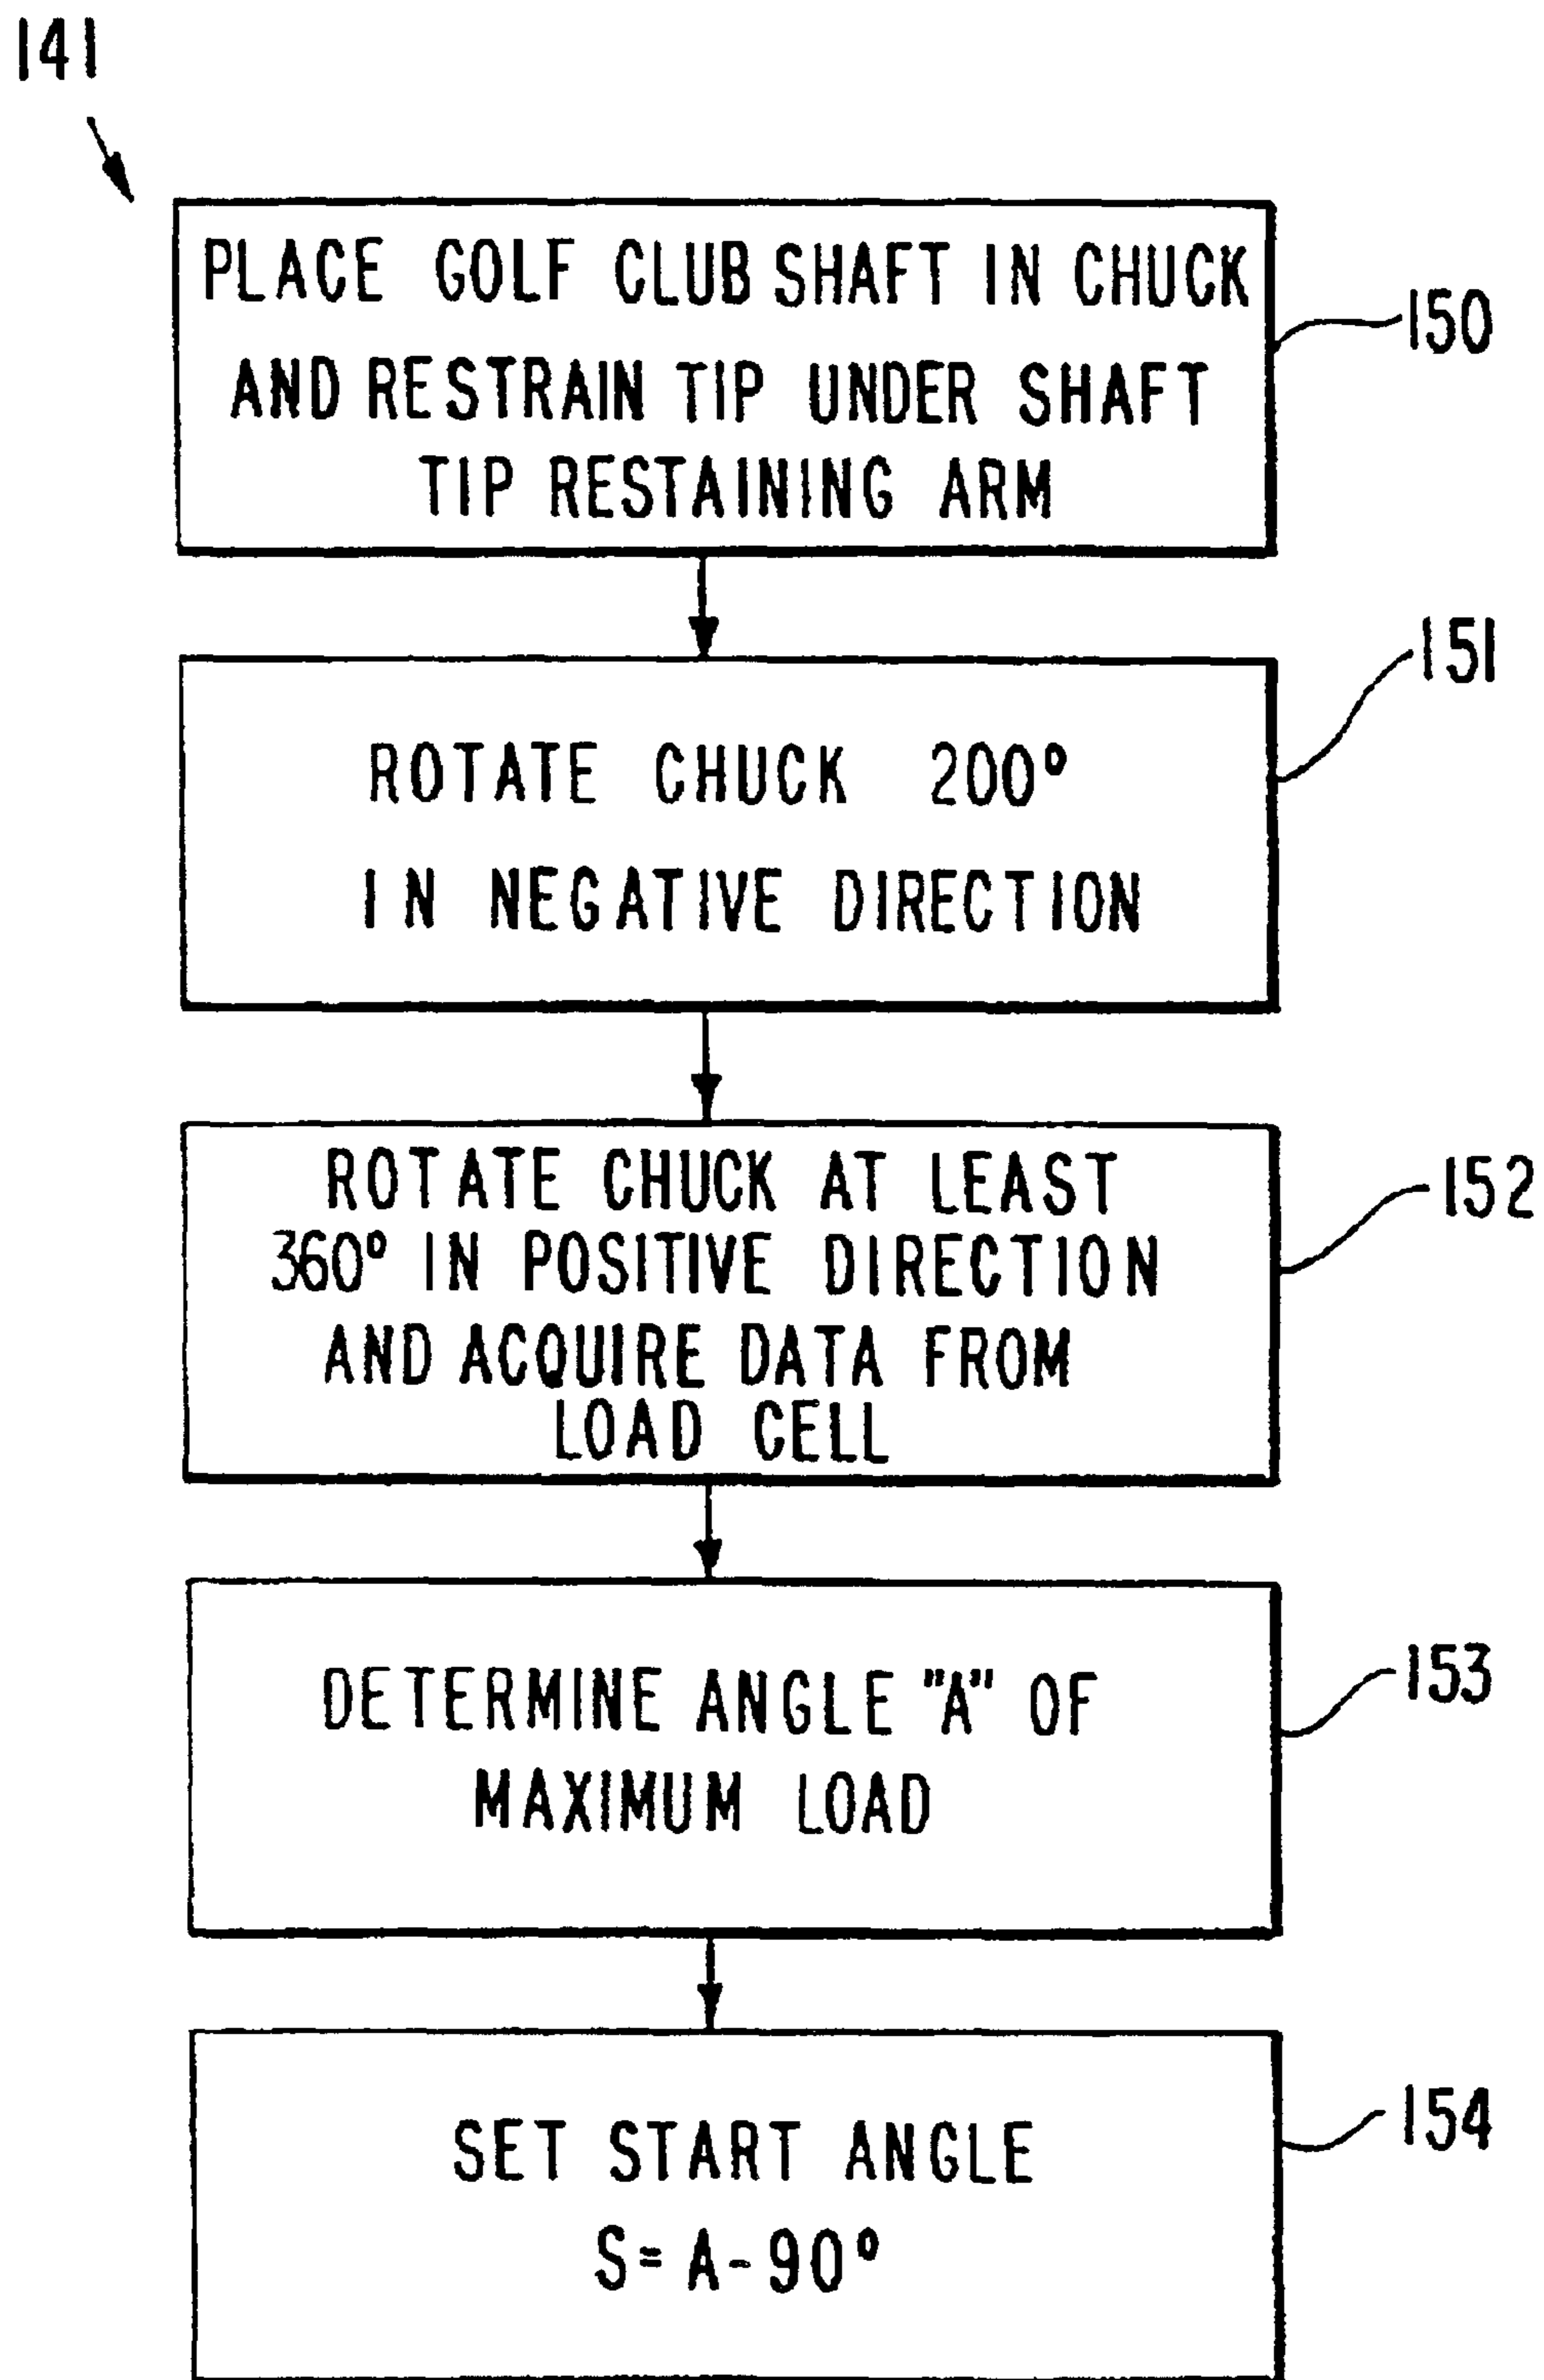 141
PLACE GOLF CLUB SHAFT IN CHUCK
AND RESTRAIN TIP UNDER SHAFT
TIP RESTAINING ARM
150
ROTATE CHUCK 200°
IN NEGATIVE DIRECTION
151
ROTATE CHUCK AT LEAST
360° IN POSITIVE DIRECTION
AND ACQUIRE DATA FROM
LOAD CELL
152
DETERMINE ANGLE "A" OF
MAXIMUM LOAD
153
SET START ANGLE
S=A-90°
154